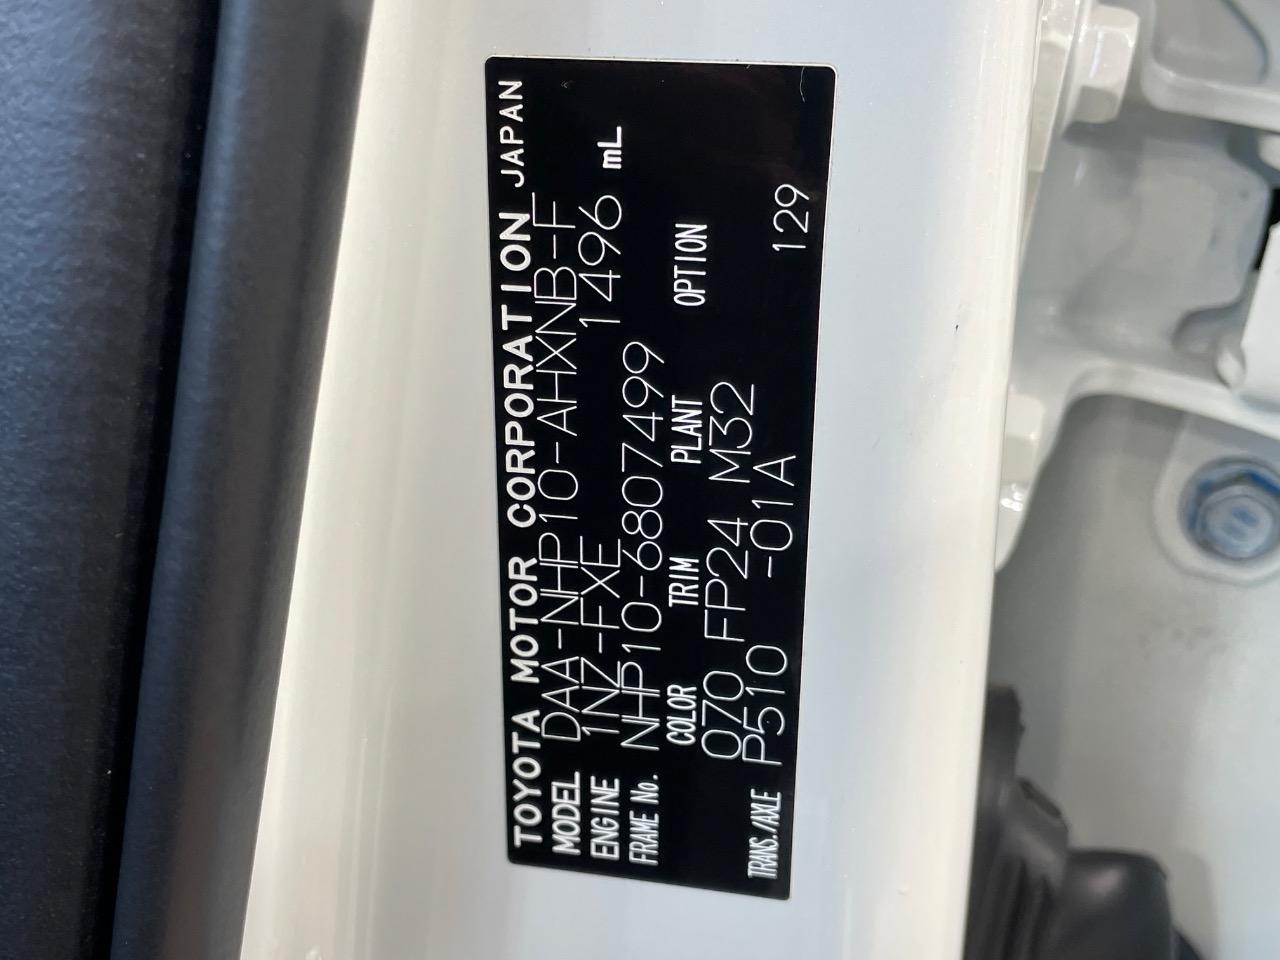 TOYOTA MOTOR CORPORATION JAPAN
MODEL DAA-NHP10-AHXNB-F
ENGINE 1NZ-FXE 1496 mL
FRAME No. NHP10-6807499
COLOR TRIM PLANT OPTION
070 FP24 M32
TRANS./AXLE P510 -01A 129